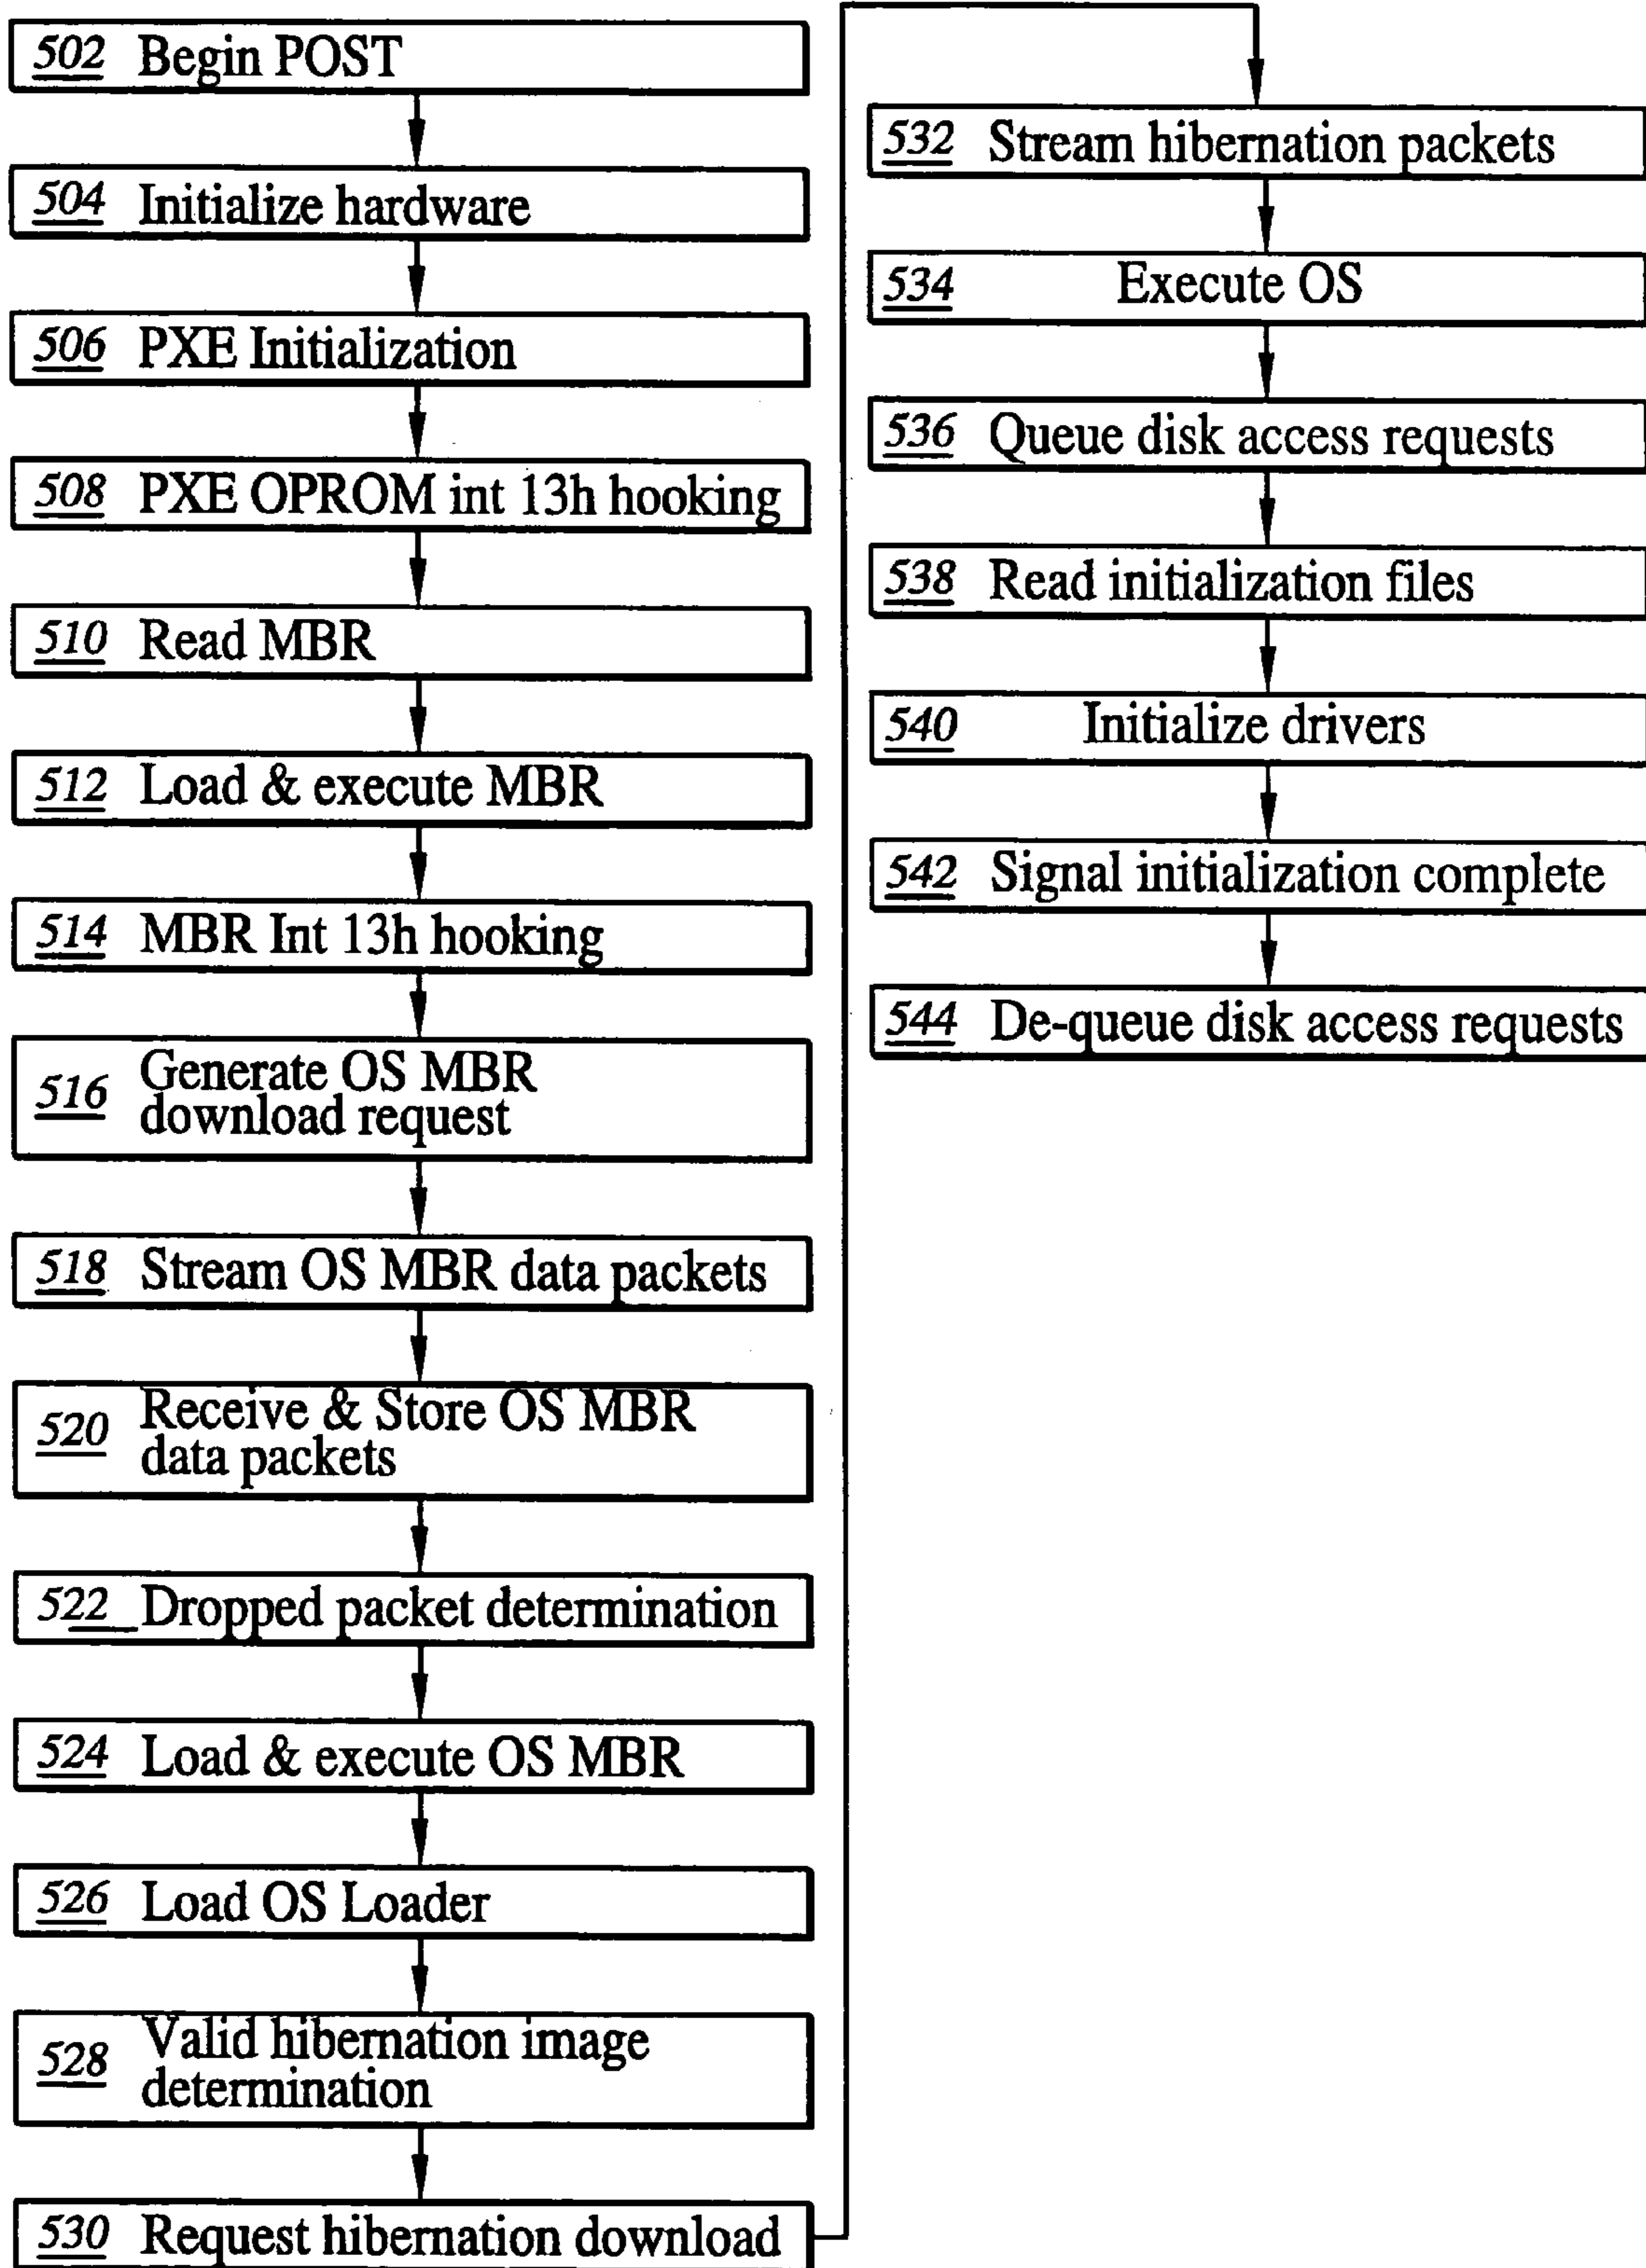 502 Begin POST
504 Initialize hardware
506 PXE Initialization
508 PXE OPROM int 13h hooking
510 Read MBR
512 Load & execute MBR
514 MBR Int 13h hooking
516 Generate OS MBR
download request
518 Stream OS MBR data packets
520 Receive & Store OS MBR
data packets
522 Dropped packet determination
524 Load & execute OS MBR
526 Load OS Loader
528 Valid hibernation image
determination
530 Request hibernation download
532 Stream hibernation packets
534 Execute OS
536 Queue disk access requests
538 Read initialization files
540 Initialize drivers
542 Signal initialization complete
544 De-queue disk access requests